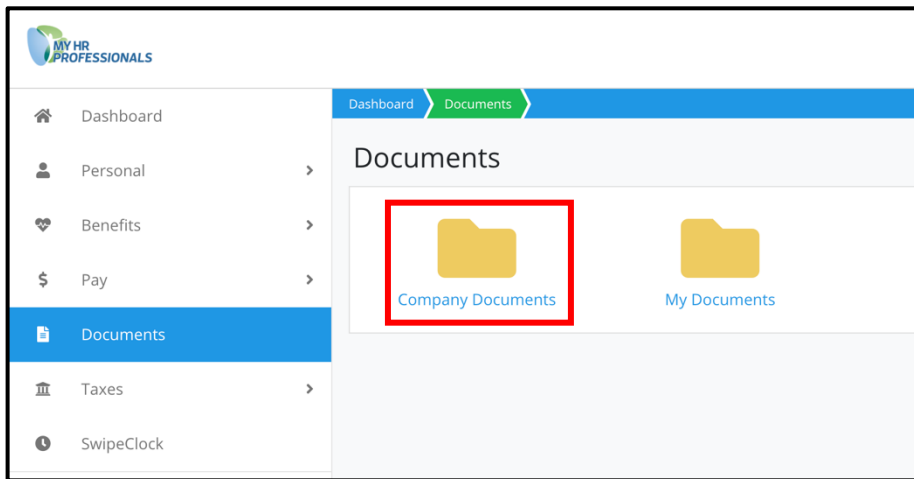 MY HR
PROFESSIONALS
Dashboard
Personal
Benefits
Pay
Documents
Taxes
SwipeClock
Dashboard
Documents
Documents
Company Documents
My Documents